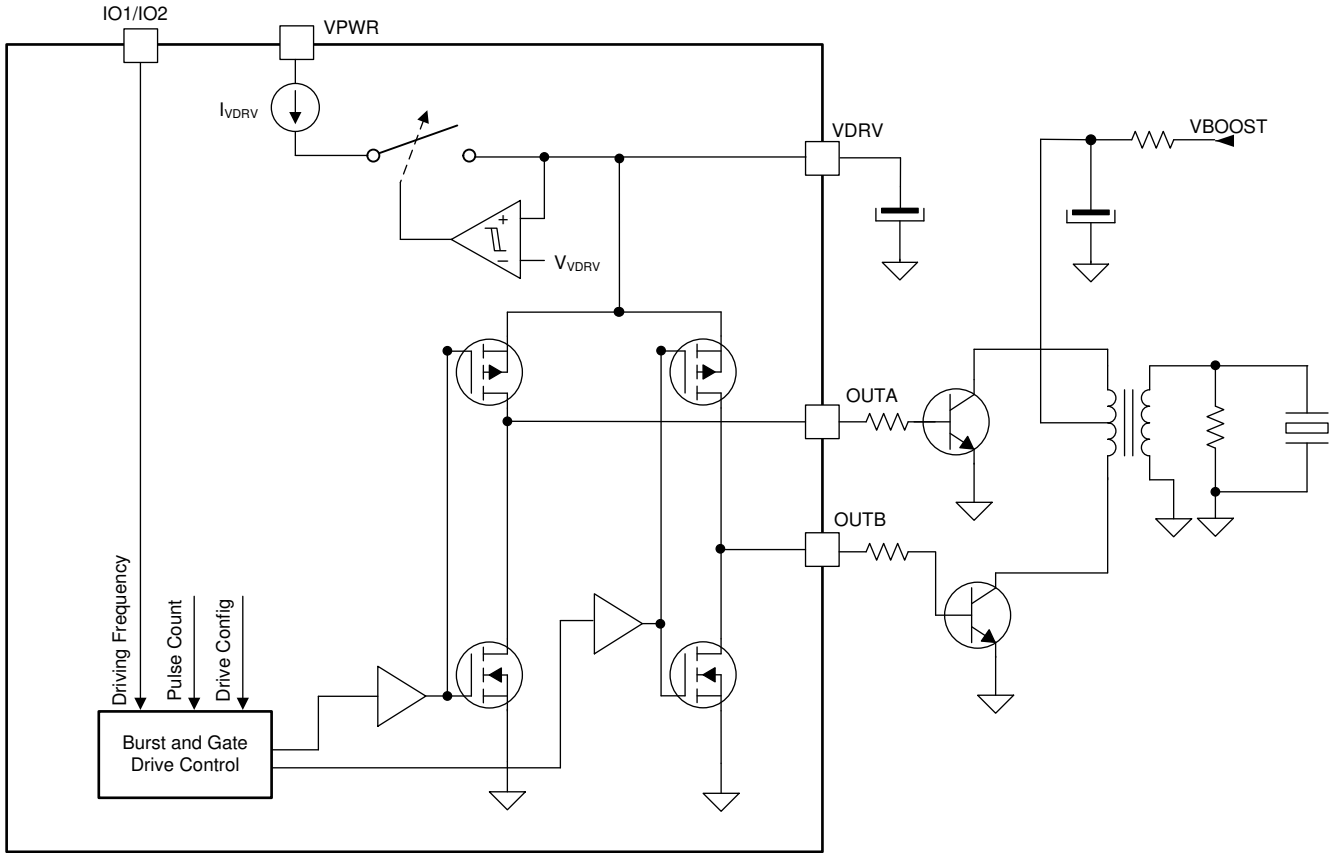 IO1/IO2
VPWR
IVDRV
VDRV
VBOOST
+
–
VVDRV
OUTA
OUTB
Driving Frequency
Pulse Count
Drive Config
Burst and Gate
Drive Control